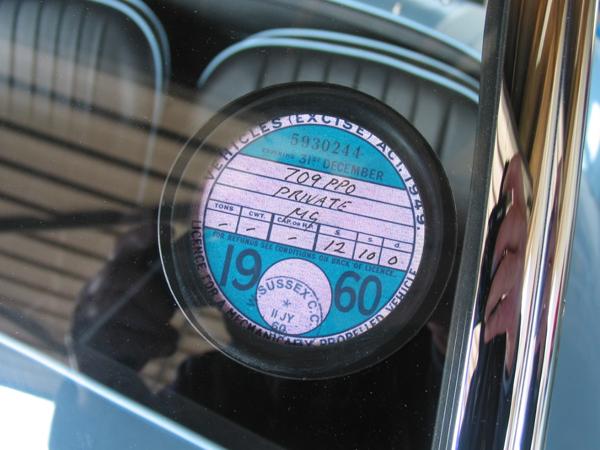 VEHICLES (EXCISE) ACT, 1949.
5930244
EXPIRING 31ST DECEMBER
709 PPO
PRIVATE
MG
TONS CWT. CAP. OR H.P. £ s. d.
- - - 12 10 0
FOR REFUNDS SEE CONDITIONS ON BACK OF LICENCE.
19 60
SUSSEX C.C.
*
11 JY
60
LICENCE FOR A MECHANICALLY PROPELLED VEHICLE